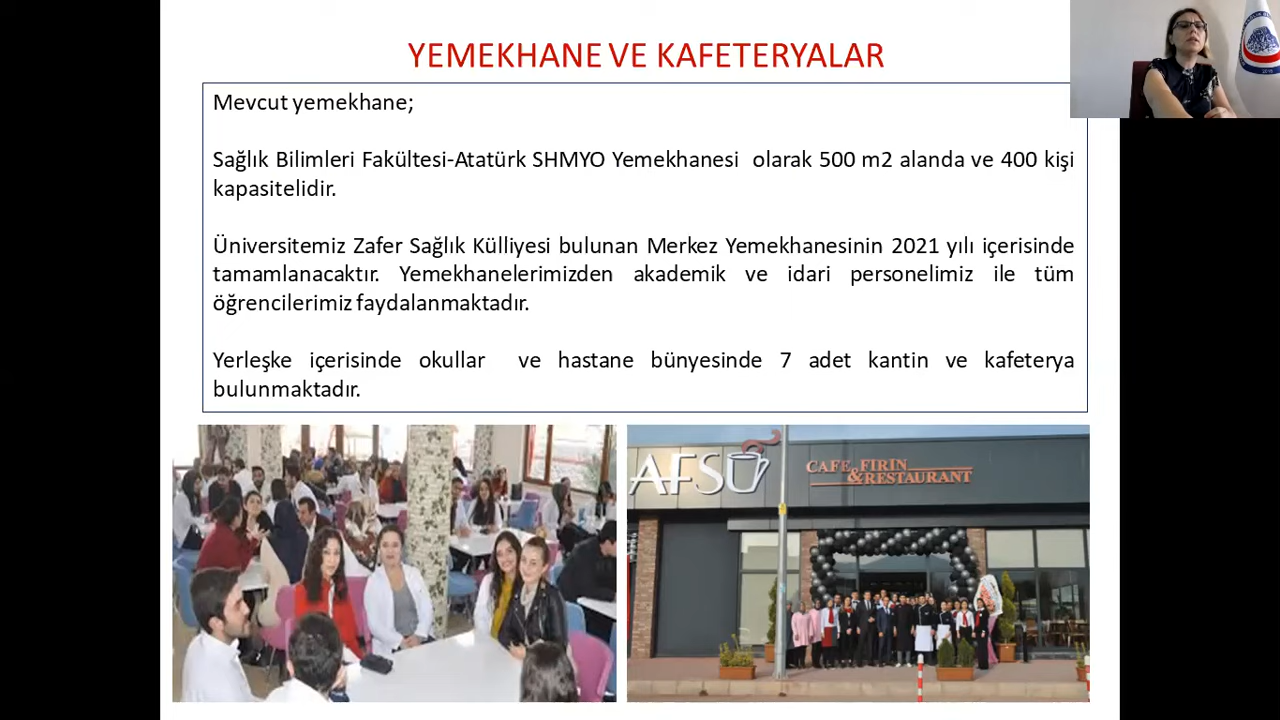 YEMEKHANE VE KAFETERYALAR
Mevcut yemekhane;
Sağlık Bilimleri Fakültesi-Atatürk SHMYO Yemekhanesi olarak 500 m2 alanda ve 400 kişi
kapasitelidir.
Üniversitemiz Zafer Sağlık Külliyesi bulunan Merkez Yemekhanesinin 2021 yılı içerisinde
tamamlanacaktır. Yemekhanelerimizden akademik ve idari personelimiz ile tüm
öğrencilerimiz faydalanmaktadır.
Yerleşke içerisinde okullar ve hastane bünyesinde 7 adet kantin ve kafeterya
bulunmaktadır.
AFSÜ
CAFE FIRIN
&RESTAURANT